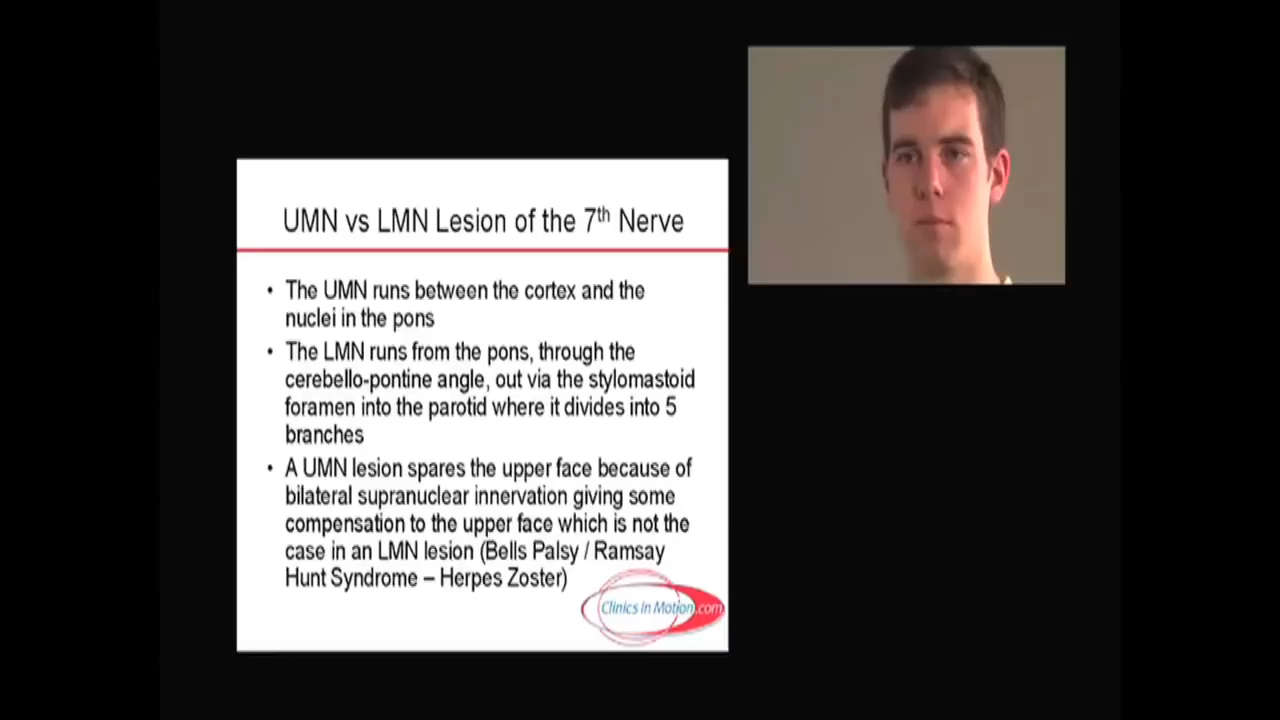 UMN vs LMN Lesion of the 7th Nerve
• The UMN runs between the cortex and the
nuclei in the pons
• The LMN runs from the pons, through the
cerebello-pontine angle, out via the stylomastoid
foramen into the parotid where it divides into 5
branches
• A UMN lesion spares the upper face because of
bilateral supranuclear innervation giving some
compensation to the upper face which is not the
case in an LMN lesion (Bells Palsy / Ramsay
Hunt Syndrome – Herpes Zoster)
Clinics in Motion.com